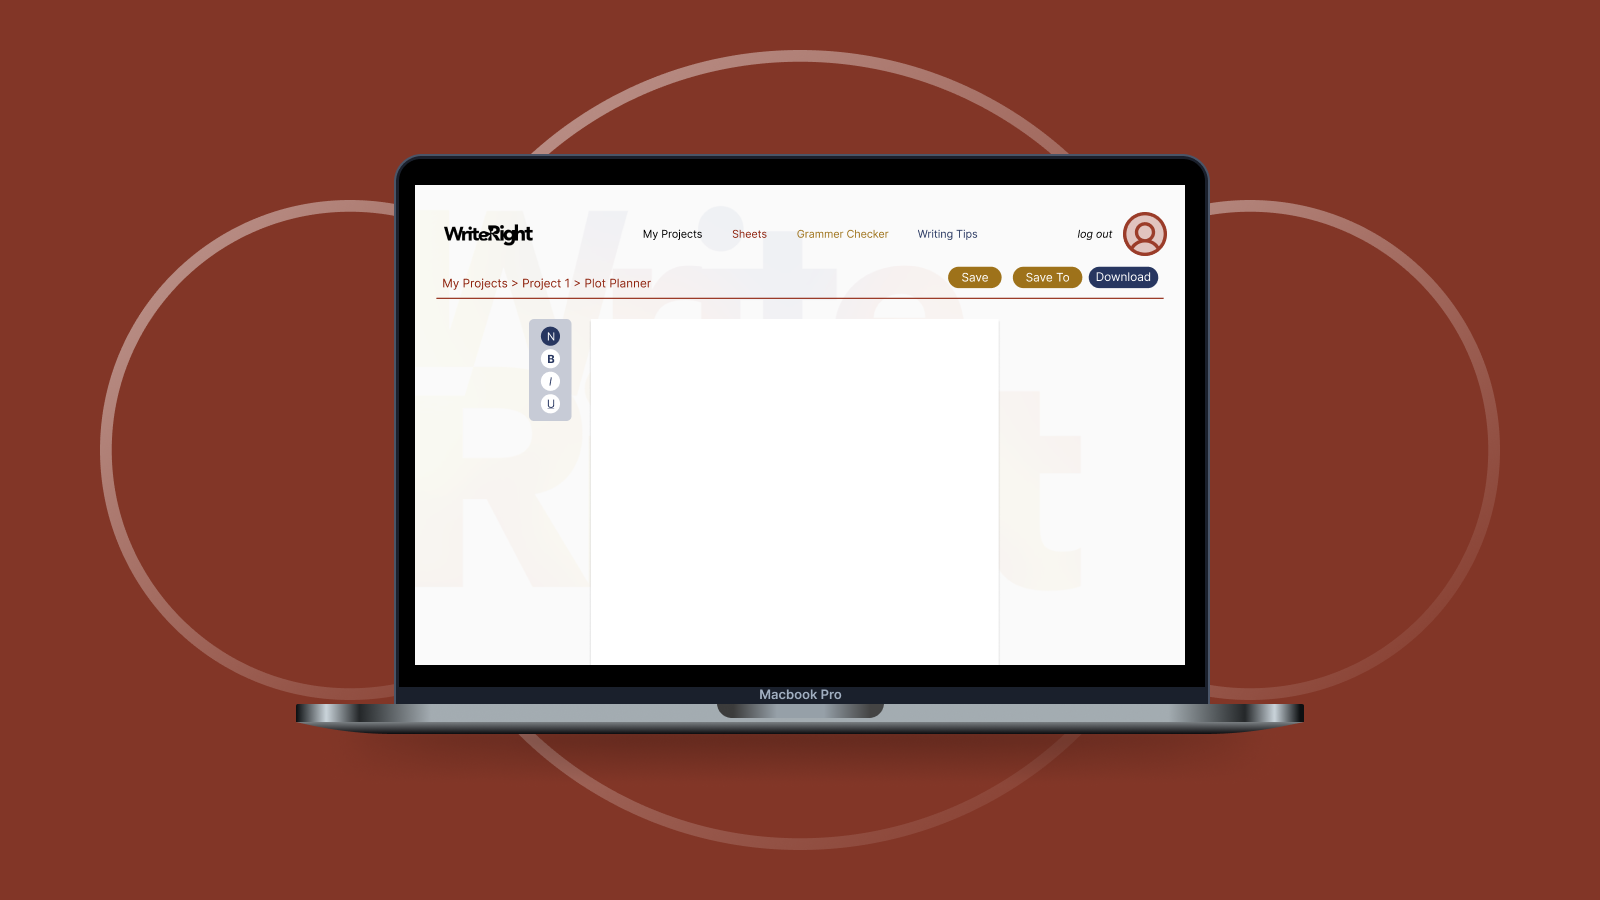 WriteRight
My Projects Sheets Grammer Checker Writing Tips log out
Save Save To Download
My Projects > Project 1 > Plot Planner
N
B
I
U
Write
R t
Macbook Pro